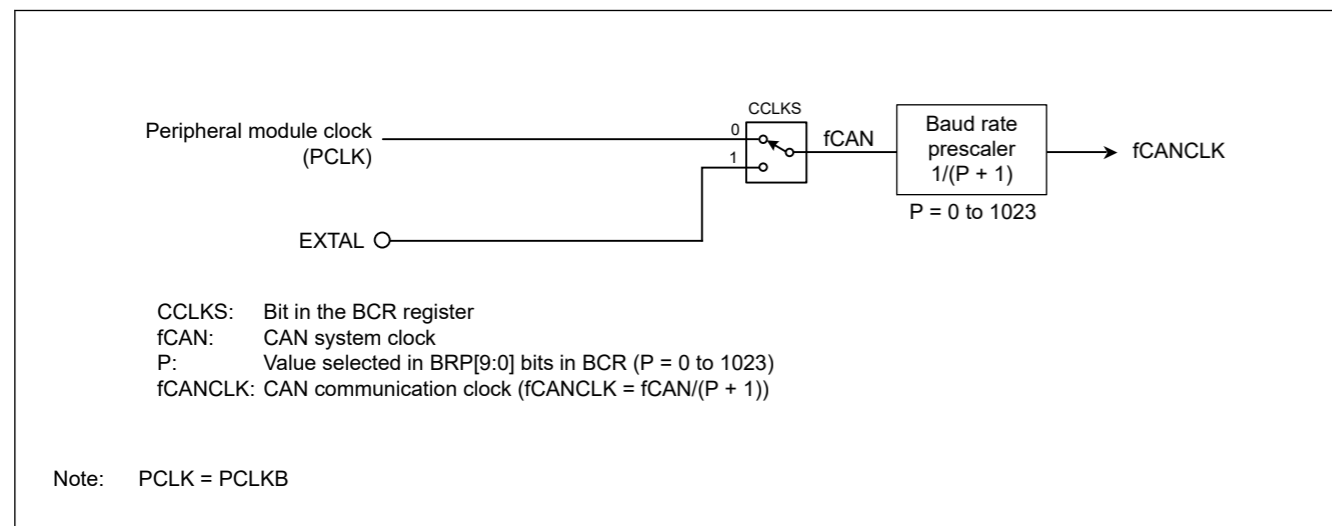 CCLKS
Peripheral module clock
(PCLK)
0
1
fCAN
Baud rate
prescaler
1/(P + 1)
fCANCLK
P = 0 to 1023
EXTAL
CCLKS: Bit in the BCR register
fCAN: CAN system clock
P: Value selected in BRP[9:0] bits in BCR (P = 0 to 1023)
fCANCLK: CAN communication clock (fCANCLK = fCAN/(P + 1))
Note: PCLK = PCLKB